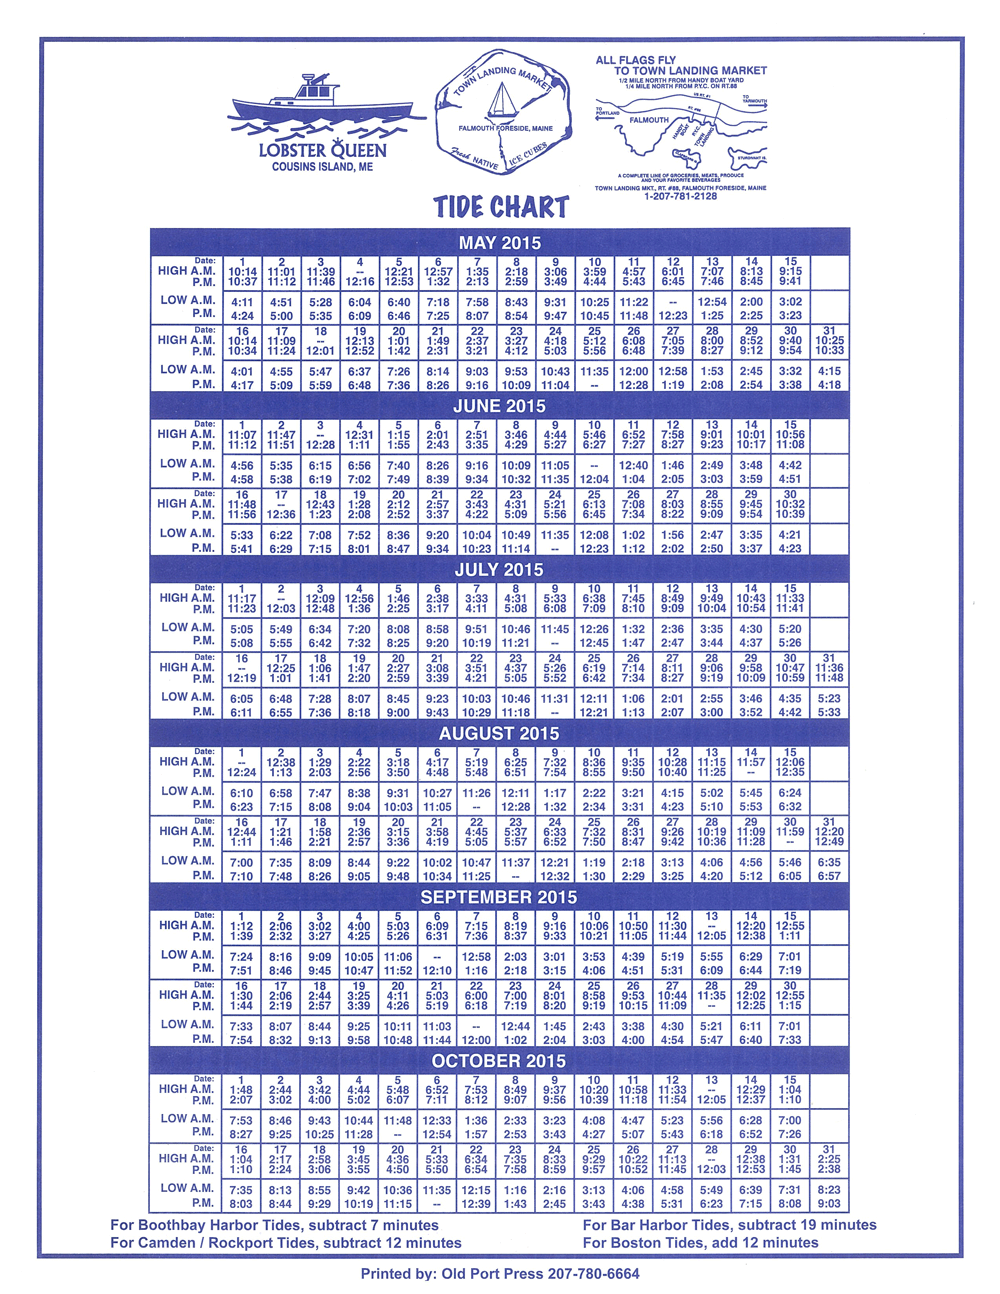 LOBSTER QUEEN
COUSINS ISLAND, ME
TOWN LANDING MARKET
FALMOUTH FORESIDE, MAINE
Fresh NATIVE ICE CUBES
ALL FLAGS FLY
TO TOWN LANDING MARKET
1/2 MILE NORTH FROM HANDY BOAT YARD
1/4 MILE NORTH FROM P.Y.C. ON RT.88
US RT. #1
TO YARMOUTH
TO PORTLAND
RT. #88
FALMOUTH
HANDY BOAT
P.Y.C.
TOWN LANDING
STURDIVANT IS.
A COMPLETE LINE OF GROCERIES, MEATS, PRODUCE
AND YOUR FAVORITE BEVERAGES
TOWN LANDING MKT., RT. #88, FALMOUTH FORESIDE, MAINE
1-207-781-2128
TIDE CHART
MAY 2015
Date: 1 2 3 4 5 6 7 8 9 10 11 12 13 14 15
HIGH A.M. 10:14 11:01 11:39 -- 12:21 12:57 1:35 2:18 3:06 3:59 4:57 6:01 7:07 8:13 9:15
P.M. 10:37 11:12 11:46 12:16 12:53 1:32 2:13 2:59 3:49 4:44 5:43 6:45 7:46 8:45 9:41
LOW A.M. 4:11 4:51 5:28 6:04 6:40 7:18 7:58 8:43 9:31 10:25 11:22 -- 12:54 2:00 3:02
P.M. 4:24 5:00 5:35 6:09 6:46 7:25 8:07 8:54 9:47 10:45 11:48 12:23 1:25 2:25 3:23
Date: 16 17 18 19 20 21 22 23 24 25 26 27 28 29 30 31
HIGH A.M. 10:14 11:09 -- 12:13 1:01 1:49 2:37 3:27 4:18 5:12 6:08 7:05 8:00 8:52 9:40 10:25
P.M. 10:34 11:24 12:01 12:52 1:42 2:31 3:21 4:12 5:03 5:56 6:48 7:39 8:27 9:12 9:54 10:33
LOW A.M. 4:01 4:55 5:47 6:37 7:26 8:14 9:03 9:53 10:43 11:35 12:00 12:58 1:53 2:45 3:32 4:15
P.M. 4:17 5:09 5:59 6:48 7:36 8:26 9:16 10:09 11:04 -- 12:28 1:19 2:08 2:54 3:38 4:18
JUNE 2015
Date: 1 2 3 4 5 6 7 8 9 10 11 12 13 14 15
HIGH A.M. 11:07 11:47 -- 12:31 1:15 2:01 2:51 3:46 4:44 5:46 6:52 7:58 9:01 10:01 10:56
P.M. 11:12 11:51 12:28 1:11 1:55 2:43 3:35 4:29 5:27 6:27 7:27 8:27 9:23 10:17 11:08
LOW A.M. 4:56 5:35 6:15 6:56 7:40 8:26 9:16 10:09 11:05 -- 12:40 1:46 2:49 3:48 4:42
P.M. 4:58 5:38 6:19 7:02 7:49 8:39 9:34 10:32 11:35 12:04 1:04 2:05 3:03 3:59 4:51
Date: 16 17 18 19 20 21 22 23 24 25 26 27 28 29 30
HIGH A.M. 11:48 -- 12:43 1:28 2:12 2:57 3:43 4:31 5:21 6:13 7:08 8:03 8:55 9:45 10:32
P.M. 11:56 12:36 1:23 2:08 2:52 3:37 4:22 5:09 5:56 6:45 7:34 8:22 9:09 9:54 10:39
LOW A.M. 5:33 6:22 7:08 7:52 8:36 9:20 10:04 10:49 11:35 12:08 1:02 1:56 2:47 3:35 4:21
P.M. 5:41 6:29 7:15 8:01 8:47 9:34 10:23 11:14 -- 12:23 1:12 2:02 2:50 3:37 4:23
JULY 2015
Date: 1 2 3 4 5 6 7 8 9 10 11 12 13 14 15
HIGH A.M. 11:17 -- 12:09 12:56 1:46 2:38 3:33 4:31 5:33 6:38 7:45 8:49 9:49 10:43 11:33
P.M. 11:23 12:03 12:48 1:36 2:25 3:17 4:11 5:08 6:08 7:09 8:10 9:09 10:04 10:54 11:41
LOW A.M. 5:05 5:49 6:34 7:20 8:08 8:58 9:51 10:46 11:45 12:26 1:32 2:36 3:35 4:30 5:20
P.M. 5:08 5:55 6:42 7:32 8:25 9:20 10:19 11:21 -- 12:45 1:47 2:47 3:44 4:37 5:26
Date: 16 17 18 19 20 21 22 23 24 25 26 27 28 29 30 31
HIGH A.M. -- 12:25 1:06 1:47 2:27 3:08 3:51 4:37 5:26 6:19 7:14 8:11 9:06 9:58 10:47 11:36
P.M. 12:19 1:01 1:41 2:20 2:59 3:39 4:21 5:05 5:52 6:42 7:34 8:27 9:19 10:09 10:59 11:48
LOW A.M. 6:05 6:48 7:28 8:07 8:45 9:23 10:03 10:46 11:31 12:11 1:06 2:01 2:55 3:46 4:35 5:23
P.M. 6:11 6:55 7:36 8:18 9:00 9:43 10:29 11:18 -- 12:21 1:13 2:07 3:00 3:52 4:42 5:33
AUGUST 2015
Date: 1 2 3 4 5 6 7 8 9 10 11 12 13 14 15
HIGH A.M. -- 12:38 1:29 2:22 3:18 4:17 5:19 6:25 7:32 8:36 9:35 10:28 11:15 11:57 12:06
P.M. 12:24 1:13 2:03 2:56 3:50 4:48 5:48 6:51 7:54 8:55 9:50 10:40 11:25 -- 12:35
LOW A.M. 6:10 6:58 7:47 8:38 9:31 10:27 11:26 12:11 1:17 2:22 3:21 4:15 5:02 5:45 6:24
P.M. 6:23 7:15 8:08 9:04 10:03 11:05 -- 12:28 1:32 2:34 3:31 4:23 5:10 5:53 6:32
Date: 16 17 18 19 20 21 22 23 24 25 26 27 28 29 30 31
HIGH A.M. 12:44 1:21 1:58 2:36 3:15 3:58 4:45 5:37 6:33 7:32 8:31 9:26 10:19 11:09 11:59 12:20
P.M. 1:11 1:46 2:21 2:57 3:36 4:19 5:05 5:57 6:52 7:50 8:47 9:42 10:36 11:28 -- 12:49
LOW A.M. 7:00 7:35 8:09 8:44 9:22 10:02 10:47 11:37 12:21 1:19 2:18 3:13 4:06 4:56 5:46 6:35
P.M. 7:10 7:48 8:26 9:05 9:48 10:34 11:25 -- 12:32 1:30 2:29 3:25 4:20 5:12 6:05 6:57
SEPTEMBER 2015
Date: 1 2 3 4 5 6 7 8 9 10 11 12 13 14 15
HIGH A.M. 1:12 2:06 3:02 4:00 5:03 6:09 7:15 8:19 9:16 10:06 10:50 11:30 -- 12:20 12:55
P.M. 1:39 2:32 3:27 4:25 5:26 6:31 7:36 8:37 9:33 10:21 11:05 11:44 12:05 12:38 1:11
LOW A.M. 7:24 8:16 9:09 10:05 11:06 -- 12:58 2:03 3:01 3:53 4:39 5:19 5:55 6:29 7:01
P.M. 7:51 8:46 9:45 10:47 11:52 12:10 1:16 2:18 3:15 4:06 4:51 5:31 6:09 6:44 7:19
Date: 16 17 18 19 20 21 22 23 24 25 26 27 28 29 30
HIGH A.M. 1:30 2:06 2:44 3:25 4:11 5:03 6:00 7:00 8:01 8:58 9:53 10:44 11:35 12:02 12:55
P.M. 1:44 2:19 2:57 3:39 4:26 5:19 6:18 7:19 8:20 9:19 10:15 11:09 -- 12:25 1:15
LOW A.M. 7:33 8:07 8:44 9:25 10:11 11:03 -- 12:44 1:45 2:43 3:38 4:30 5:21 6:11 7:01
P.M. 7:54 8:32 9:13 9:58 10:48 11:44 12:00 1:02 2:04 3:03 4:00 4:54 5:47 6:40 7:33
OCTOBER 2015
Date: 1 2 3 4 5 6 7 8 9 10 11 12 13 14 15
HIGH A.M. 1:48 2:44 3:42 4:44 5:48 6:52 7:53 8:49 9:37 10:20 10:58 11:33 -- 12:29 1:04
P.M. 2:07 3:02 4:00 5:02 6:07 7:11 8:12 9:07 9:56 10:39 11:18 11:54 12:05 12:37 1:10
LOW A.M. 7:53 8:46 9:43 10:44 11:48 12:33 1:36 2:33 3:23 4:08 4:47 5:23 5:56 6:28 7:00
P.M. 8:27 9:25 10:25 11:28 -- 12:54 1:57 2:53 3:43 4:27 5:07 5:43 6:18 6:52 7:26
Date: 16 17 18 19 20 21 22 23 24 25 26 27 28 29 30 31
HIGH A.M. 1:04 2:17 2:58 3:45 4:36 5:33 6:34 7:35 8:33 9:29 10:22 11:13 -- 12:38 1:31 2:25
P.M. 1:10 2:24 3:06 3:55 4:50 5:50 6:54 7:58 8:59 9:57 10:52 11:45 12:03 12:53 1:45 2:38
LOW A.M. 7:35 8:13 8:55 9:42 10:36 11:35 12:15 1:16 2:16 3:13 4:06 4:58 5:49 6:39 7:31 8:23
P.M. 8:03 8:44 9:29 10:19 11:15 -- 12:39 1:43 2:45 3:43 4:38 5:31 6:23 7:15 8:08 9:03
For Boothbay Harbor Tides, subtract 7 minutes
For Bar Harbor Tides, subtract 19 minutes
For Camden / Rockport Tides, subtract 12 minutes
For Boston Tides, add 12 minutes
Printed by: Old Port Press 207-780-6664